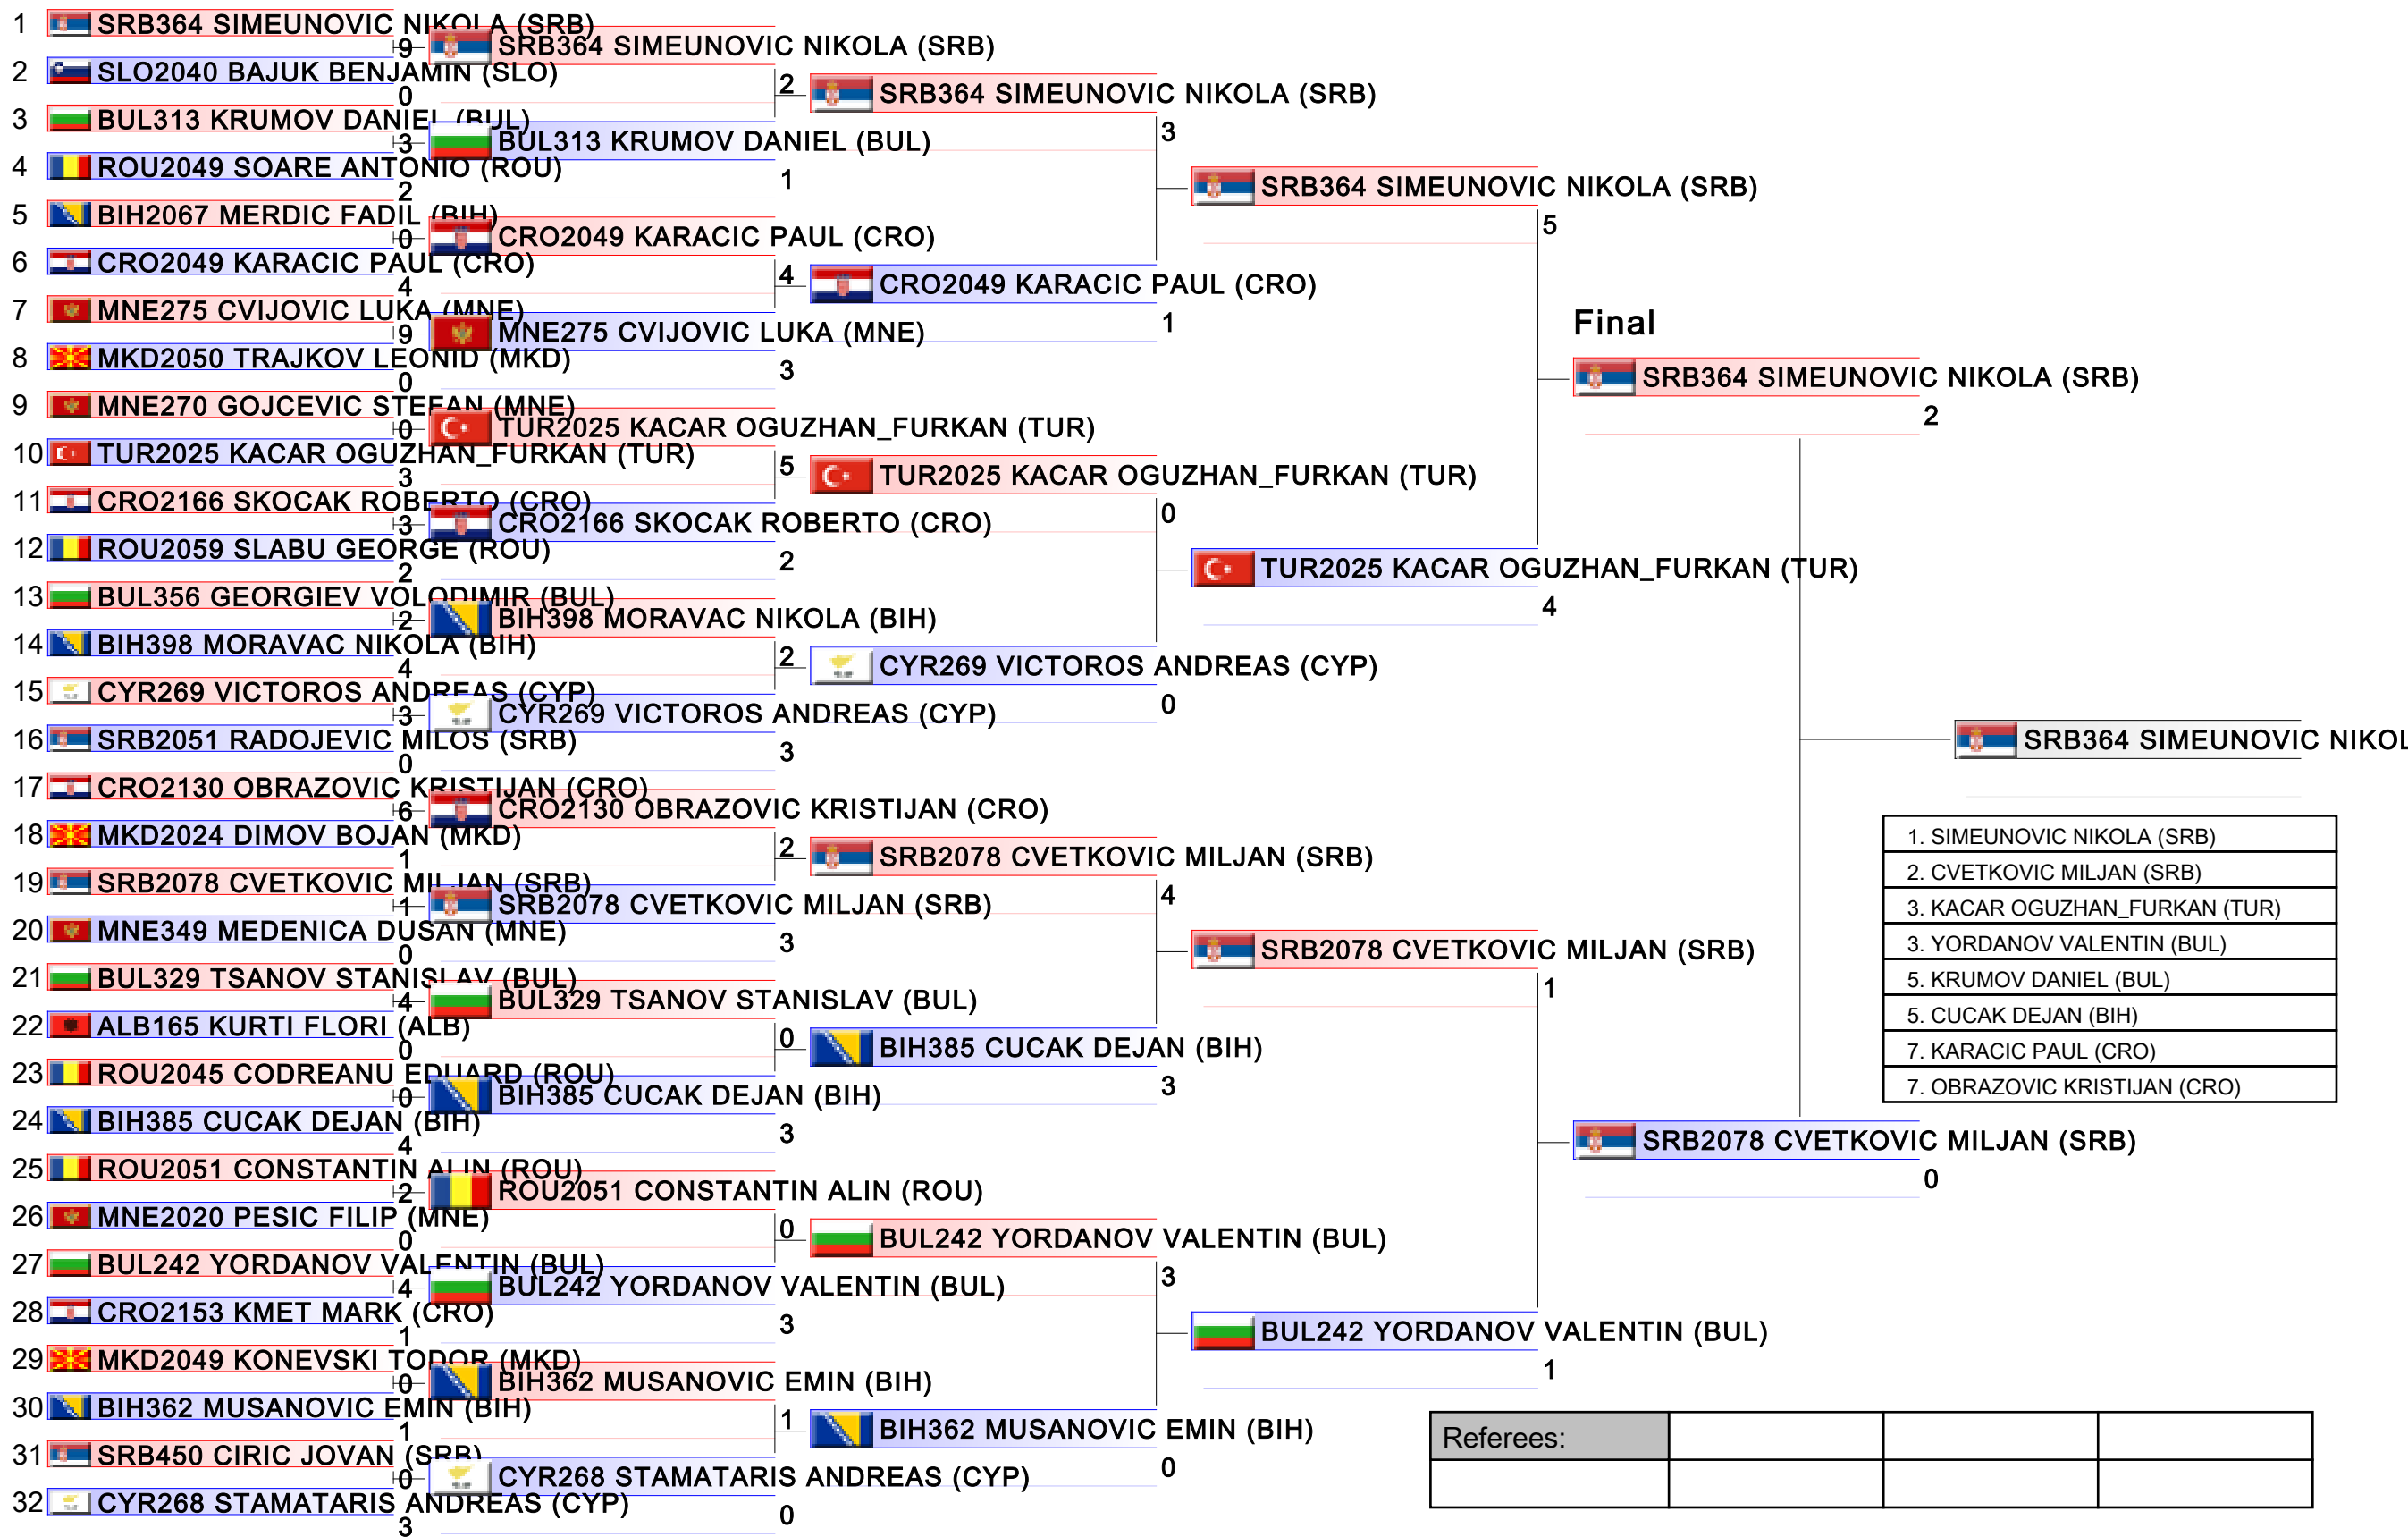 1 SRB364 SIMEUNOVIC NIKOLA (SRB)
9
2 SLO2040 BAJUK BENJAMIN (SLO)
0
3 BUL313 KRUMOV DANIEL (BUL)
3
4 ROU2049 SOARE ANTONIO (ROU)
2
5 BIH2067 MERDIC FADIL (BIH)
0
6 CRO2049 KARACIC PAUL (CRO)
4
7 MNE275 CVIJOVIC LUKA (MNE)
9
8 MKD2050 TRAJKOV LEONID (MKD)
0
9 MNE270 GOJCEVIC STEFAN (MNE)
0
10 TUR2025 KACAR OGUZHAN_FURKAN (TUR)
3
11 CRO2166 SKOCAK ROBERTO (CRO)
3
12 ROU2059 SLABU GEORGE (ROU)
2
13 BUL356 GEORGIEV VOLODIMIR (BUL)
2
14 BIH398 MORAVAC NIKOLA (BIH)
4
15 CYR269 VICTOROS ANDREAS (CYP)
3
16 SRB2051 RADOJEVIC MILOS (SRB)
0
17 CRO2130 OBRAZOVIC KRISTIJAN (CRO)
6
18 MKD2024 DIMOV BOJAN (MKD)
1
19 SRB2078 CVETKOVIC MILJAN (SRB)
1
20 MNE349 MEDENICA DUSAN (MNE)
0
21 BUL329 TSANOV STANISLAV (BUL)
4
22 ALB165 KURTI FLORI (ALB)
0
23 ROU2045 CODREANU EDUARD (ROU)
0
24 BIH385 CUCAK DEJAN (BIH)
4
25 ROU2051 CONSTANTIN ALIN (ROU)
2
26 MNE2020 PESIC FILIP (MNE)
0
27 BUL242 YORDANOV VALENTIN (BUL)
4
28 CRO2153 KMET MARK (CRO)
1
29 MKD2049 KONEVSKI TODOR (MKD)
0
30 BIH362 MUSANOVIC EMIN (BIH)
1
31 SRB450 CIRIC JOVAN (SRB)
0
32 CYR268 STAMATARIS ANDREAS (CYP)
3
SRB364 SIMEUNOVIC NIKOLA (SRB)
2
BUL313 KRUMOV DANIEL (BUL)
1
CRO2049 KARACIC PAUL (CRO)
4
MNE275 CVIJOVIC LUKA (MNE)
3
TUR2025 KACAR OGUZHAN_FURKAN (TUR)
5
CRO2166 SKOCAK ROBERTO (CRO)
2
BIH398 MORAVAC NIKOLA (BIH)
2
CYR269 VICTOROS ANDREAS (CYP)
3
CRO2130 OBRAZOVIC KRISTIJAN (CRO)
2
SRB2078 CVETKOVIC MILJAN (SRB)
3
BUL329 TSANOV STANISLAV (BUL)
0
BIH385 CUCAK DEJAN (BIH)
3
ROU2051 CONSTANTIN ALIN (ROU)
0
BUL242 YORDANOV VALENTIN (BUL)
3
BIH362 MUSANOVIC EMIN (BIH)
1
CYR268 STAMATARIS ANDREAS (CYP)
0
SRB364 SIMEUNOVIC NIKOLA (SRB)
3
CRO2049 KARACIC PAUL (CRO)
1
TUR2025 KACAR OGUZHAN_FURKAN (TUR)
0
CYR269 VICTOROS ANDREAS (CYP)
0
SRB2078 CVETKOVIC MILJAN (SRB)
4
BIH385 CUCAK DEJAN (BIH)
3
BUL242 YORDANOV VALENTIN (BUL)
3
BIH362 MUSANOVIC EMIN (BIH)
0
SRB364 SIMEUNOVIC NIKOLA (SRB)
5
TUR2025 KACAR OGUZHAN_FURKAN (TUR)
4
SRB2078 CVETKOVIC MILJAN (SRB)
1
BUL242 YORDANOV VALENTIN (BUL)
1
Final
SRB364 SIMEUNOVIC NIKOLA (SRB)
2
SRB2078 CVETKOVIC MILJAN (SRB)
0
SRB364 SIMEUNOVIC NIKOL
1. SIMEUNOVIC NIKOLA (SRB)
2. CVETKOVIC MILJAN (SRB)
3. KACAR OGUZHAN_FURKAN (TUR)
3. YORDANOV VALENTIN (BUL)
5. KRUMOV DANIEL (BUL)
5. CUCAK DEJAN (BIH)
7. KARACIC PAUL (CRO)
7. OBRAZOVIC KRISTIJAN (CRO)
Referees: